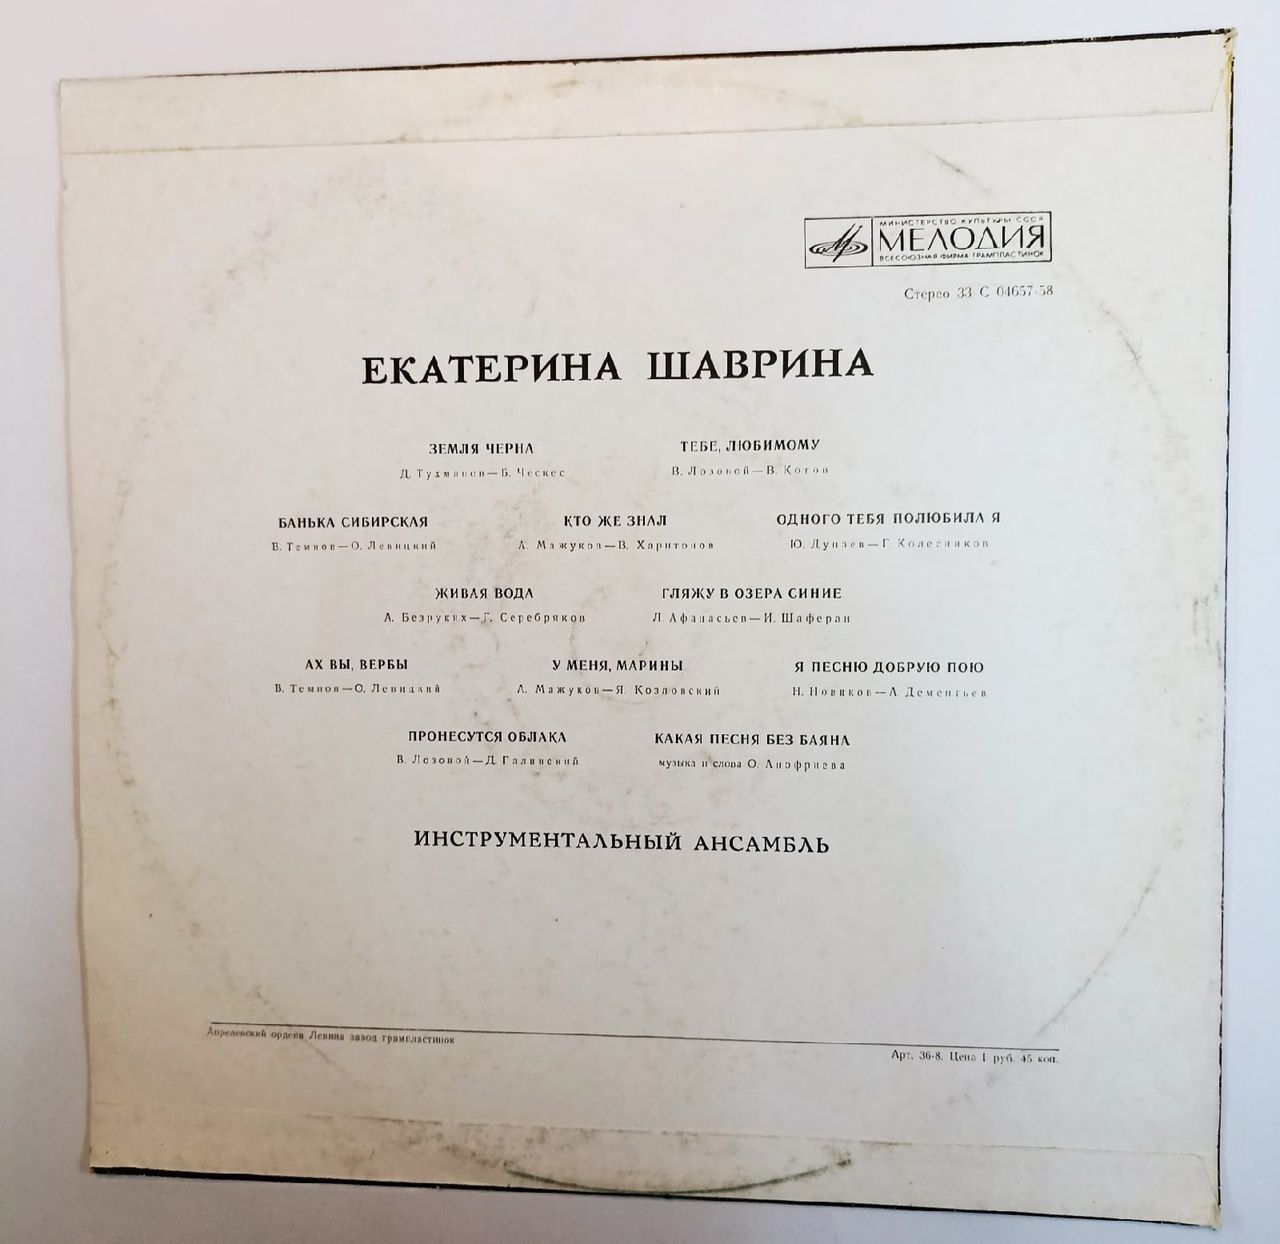 МИНИСТЕРСТВО КУЛЬТУРЫ СССР
МЕЛОДИЯ
ВСЕСОЮЗНАЯ ФИРМА ГРАМПЛАСТИНОК
Стерео 33 С 04657-58
ЕКАТЕРИНА ШАВРИНА
ЗЕМЛЯ ЧЕРНА
Д. Тухманов—Б. Ческес
ТЕБЕ, ЛЮБИМОМУ
В. Лозовой—В. Когов
БАНЬКА СИБИРСКАЯ
В. Темнов—О. Левицкий
КТО ЖЕ ЗНАЛ
А. Мажуков—В. Харитонов
ОДНОГО ТЕБЯ ПОЛЮБИЛА Я
Ю. Дунаев—Г. Колесников
ЖИВАЯ ВОДА
А. Безруких—Г. Серебряков
ГЛЯЖУ В ОЗЕРА СИНИЕ
Л. Афанасьев—И. Шаферан
АХ ВЫ, ВЕРБЫ
В. Темнов—О. Левицкий
У МЕНЯ, МАРИНЫ
А. Мажуков—Я. Козловский
Я ПЕСНЮ ДОБРУЮ ПОЮ
Н. Новиков—А. Дементьев
ПРОНЕСУТСЯ ОБЛАКА
В. Лозовой—Д. Галинский
КАКАЯ ПЕСНЯ БЕЗ БАЯНА
музыка и слова О. Анофриева
ИНСТРУМЕНТАЛЬНЫЙ АНСАМБЛЬ
Апрелевский ордена Ленина завод грампластинок
Арт. 36-8. Цена 1 руб. 45 коп.